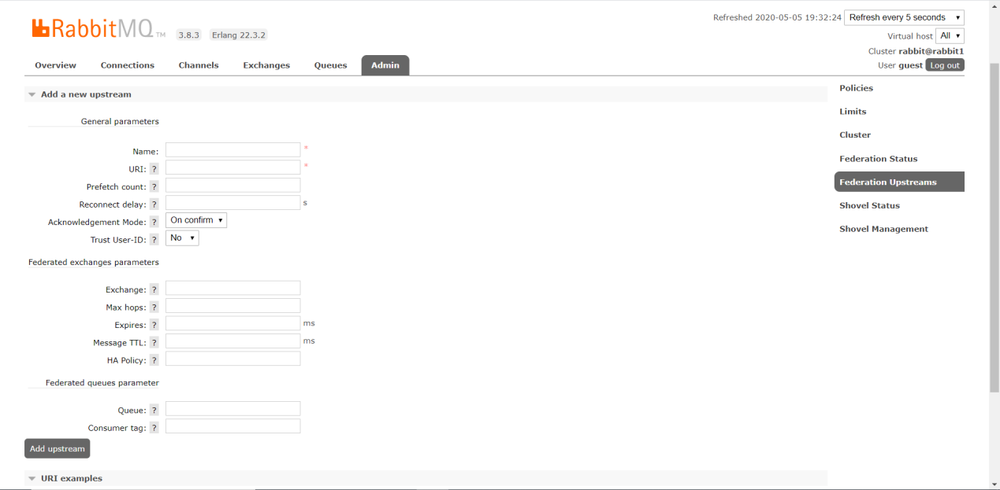 Refreshed 2020-05-05 19:32:24 Refresh every 5 seconds
RabbitMQ TM 3.8.3 Erlang 22.3.2
Virtual host All
Cluster rabbit@rabbit1
User guest Log out
Overview Connections Channels Exchanges Queues Admin
Add a new upstream
General parameters
Name: *
URI: ? *
Prefetch count: ?
Reconnect delay: ? s
Acknowledgement Mode: ? On confirm
Trust User-ID: ? No
Federated exchanges parameters
Exchange: ?
Max hops: ?
Expires: ? ms
Message TTL: ? ms
HA Policy: ?
Federated queues parameter
Queue: ?
Consumer tag: ?
Add upstream
URI examples
Policies
Limits
Cluster
Federation Status
Federation Upstreams
Shovel Status
Shovel Management